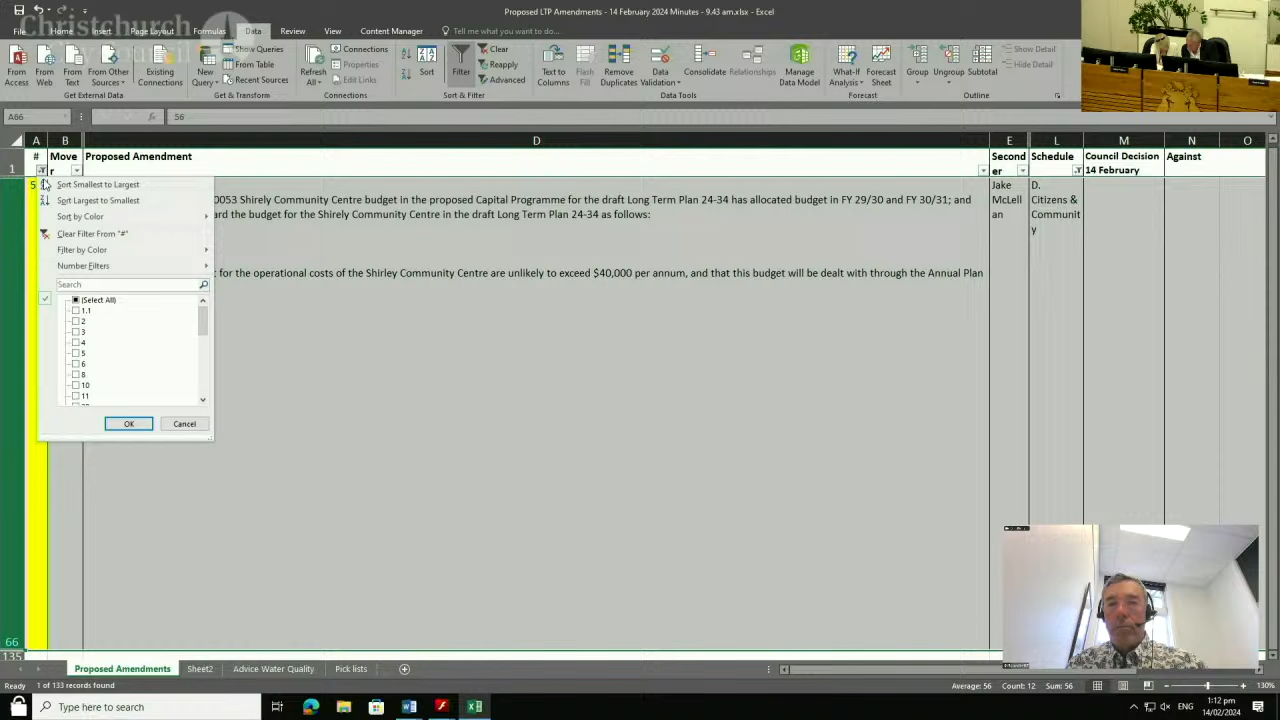 Christchurch
City Council
Proposed LTP Amendments - 14 February 2024 Minutes - 9.43 am.xlsx - Excel
File Home Insert Page Layout Formulas Data Review View Content Manager Tell me what you want to do...
From Access
From Web
From Text
From Other Sources
Existing Connections
Get External Data
New Query
Show Queries
From Table
Recent Sources
Get & Transform
Refresh All
Connections
Properties
Edit Links
Connections
Sort
Filter
Clear
Reapply
Advanced
Sort & Filter
Text to Columns
Flash Fill
Remove Duplicates
Data Validation
Consolidate
Relationships
Manage Data Model
Data Tools
What-If Analysis
Forecast Sheet
Forecast
Group
Ungroup
Subtotal
Show Detail
Hide Detail
Outline
A66 fx 56
A B D E L M N O
1 # Mover Proposed Amendment Seconder Schedule Council Decision 14 February Against
5
0053 Shirely Community Centre budget in the proposed Capital Programme for the draft Long Term Plan 24-34 has allocated budget in FY 29/30 and FY 30/31; and
ard the budget for the Shirely Community Centre in the draft Long Term Plan 24-34 as follows:
t for the operational costs of the Shirley Community Centre are unlikely to exceed $40,000 per annum, and that this budget will be dealt with through the Annual Plan
Jake
McLell
an
D.
Citizens &
Communit
y
Sort Smallest to Largest
Sort Largest to Smallest
Sort by Color
Clear Filter From "#"
Filter by Color
Number Filters
Search
(Select All)
1.1
2
3
4
5
6
8
10
11
OK Cancel
66
135
Proposed Amendments Sheet2 Advice Water Quality Pick lists
Ready 1 of 133 records found Average: 56 Count: 12 Sum: 56 130%
Type here to search ENG 1:12 pm
14/02/2024